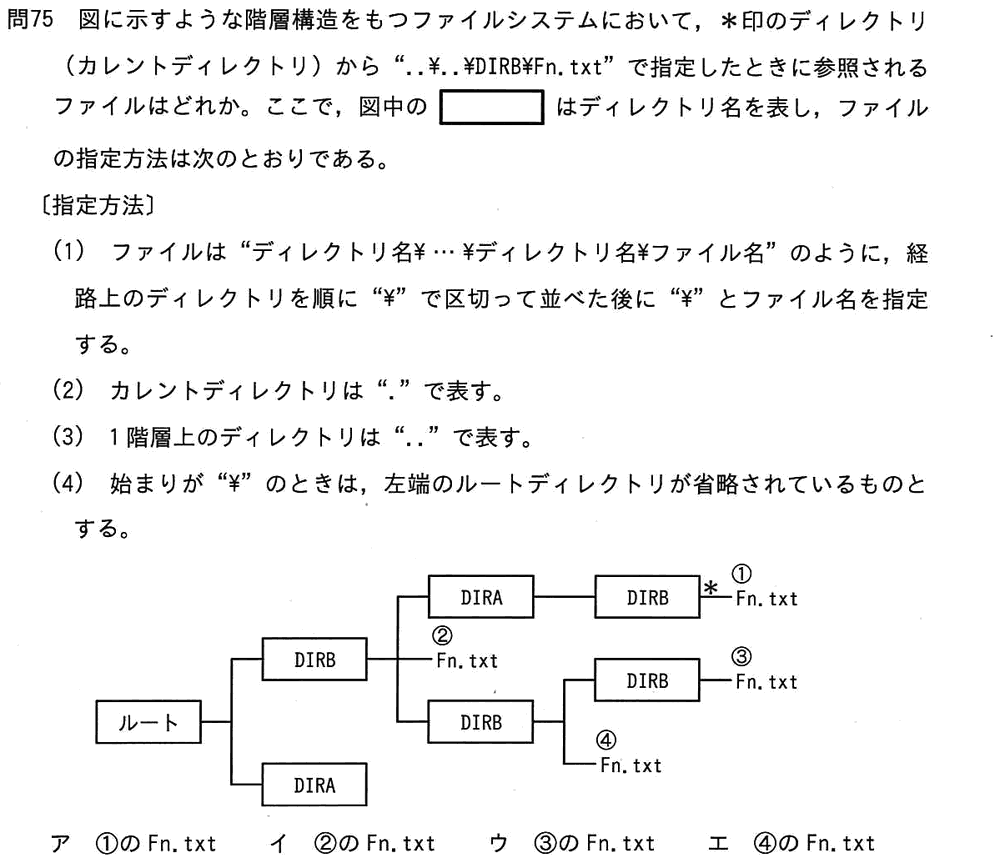 問75 図に示すような階層構造をもつファイルシステムにおいて，＊印のディレクトリ
（カレントディレクトリ）から“..¥..¥DIRB¥Fn.txt”で指定したときに参照される
ファイルはどれか。ここで，図中の はディレクトリ名を表し，ファイル
の指定方法は次のとおりである。
〔指定方法〕
(1) ファイルは“ディレクトリ名¥…¥ディレクトリ名¥ファイル名”のように，経
路上のディレクトリを順に“¥”で区切って並べた後に“¥”とファイル名を指定
する。
(2) カレントディレクトリは“.”で表す。
(3) 1階層上のディレクトリは“..”で表す。
(4) 始まりが“¥”のときは，左端のルートディレクトリが省略されているものと
する。
①
DIRA DIRB ＊ Fn.txt
②
DIRB Fn.txt
③
DIRB Fn.txt
ルート DIRB
④
Fn.txt
DIRA
ア ①の Fn.txt イ ②の Fn.txt ウ ③の Fn.txt エ ④の Fn.txt